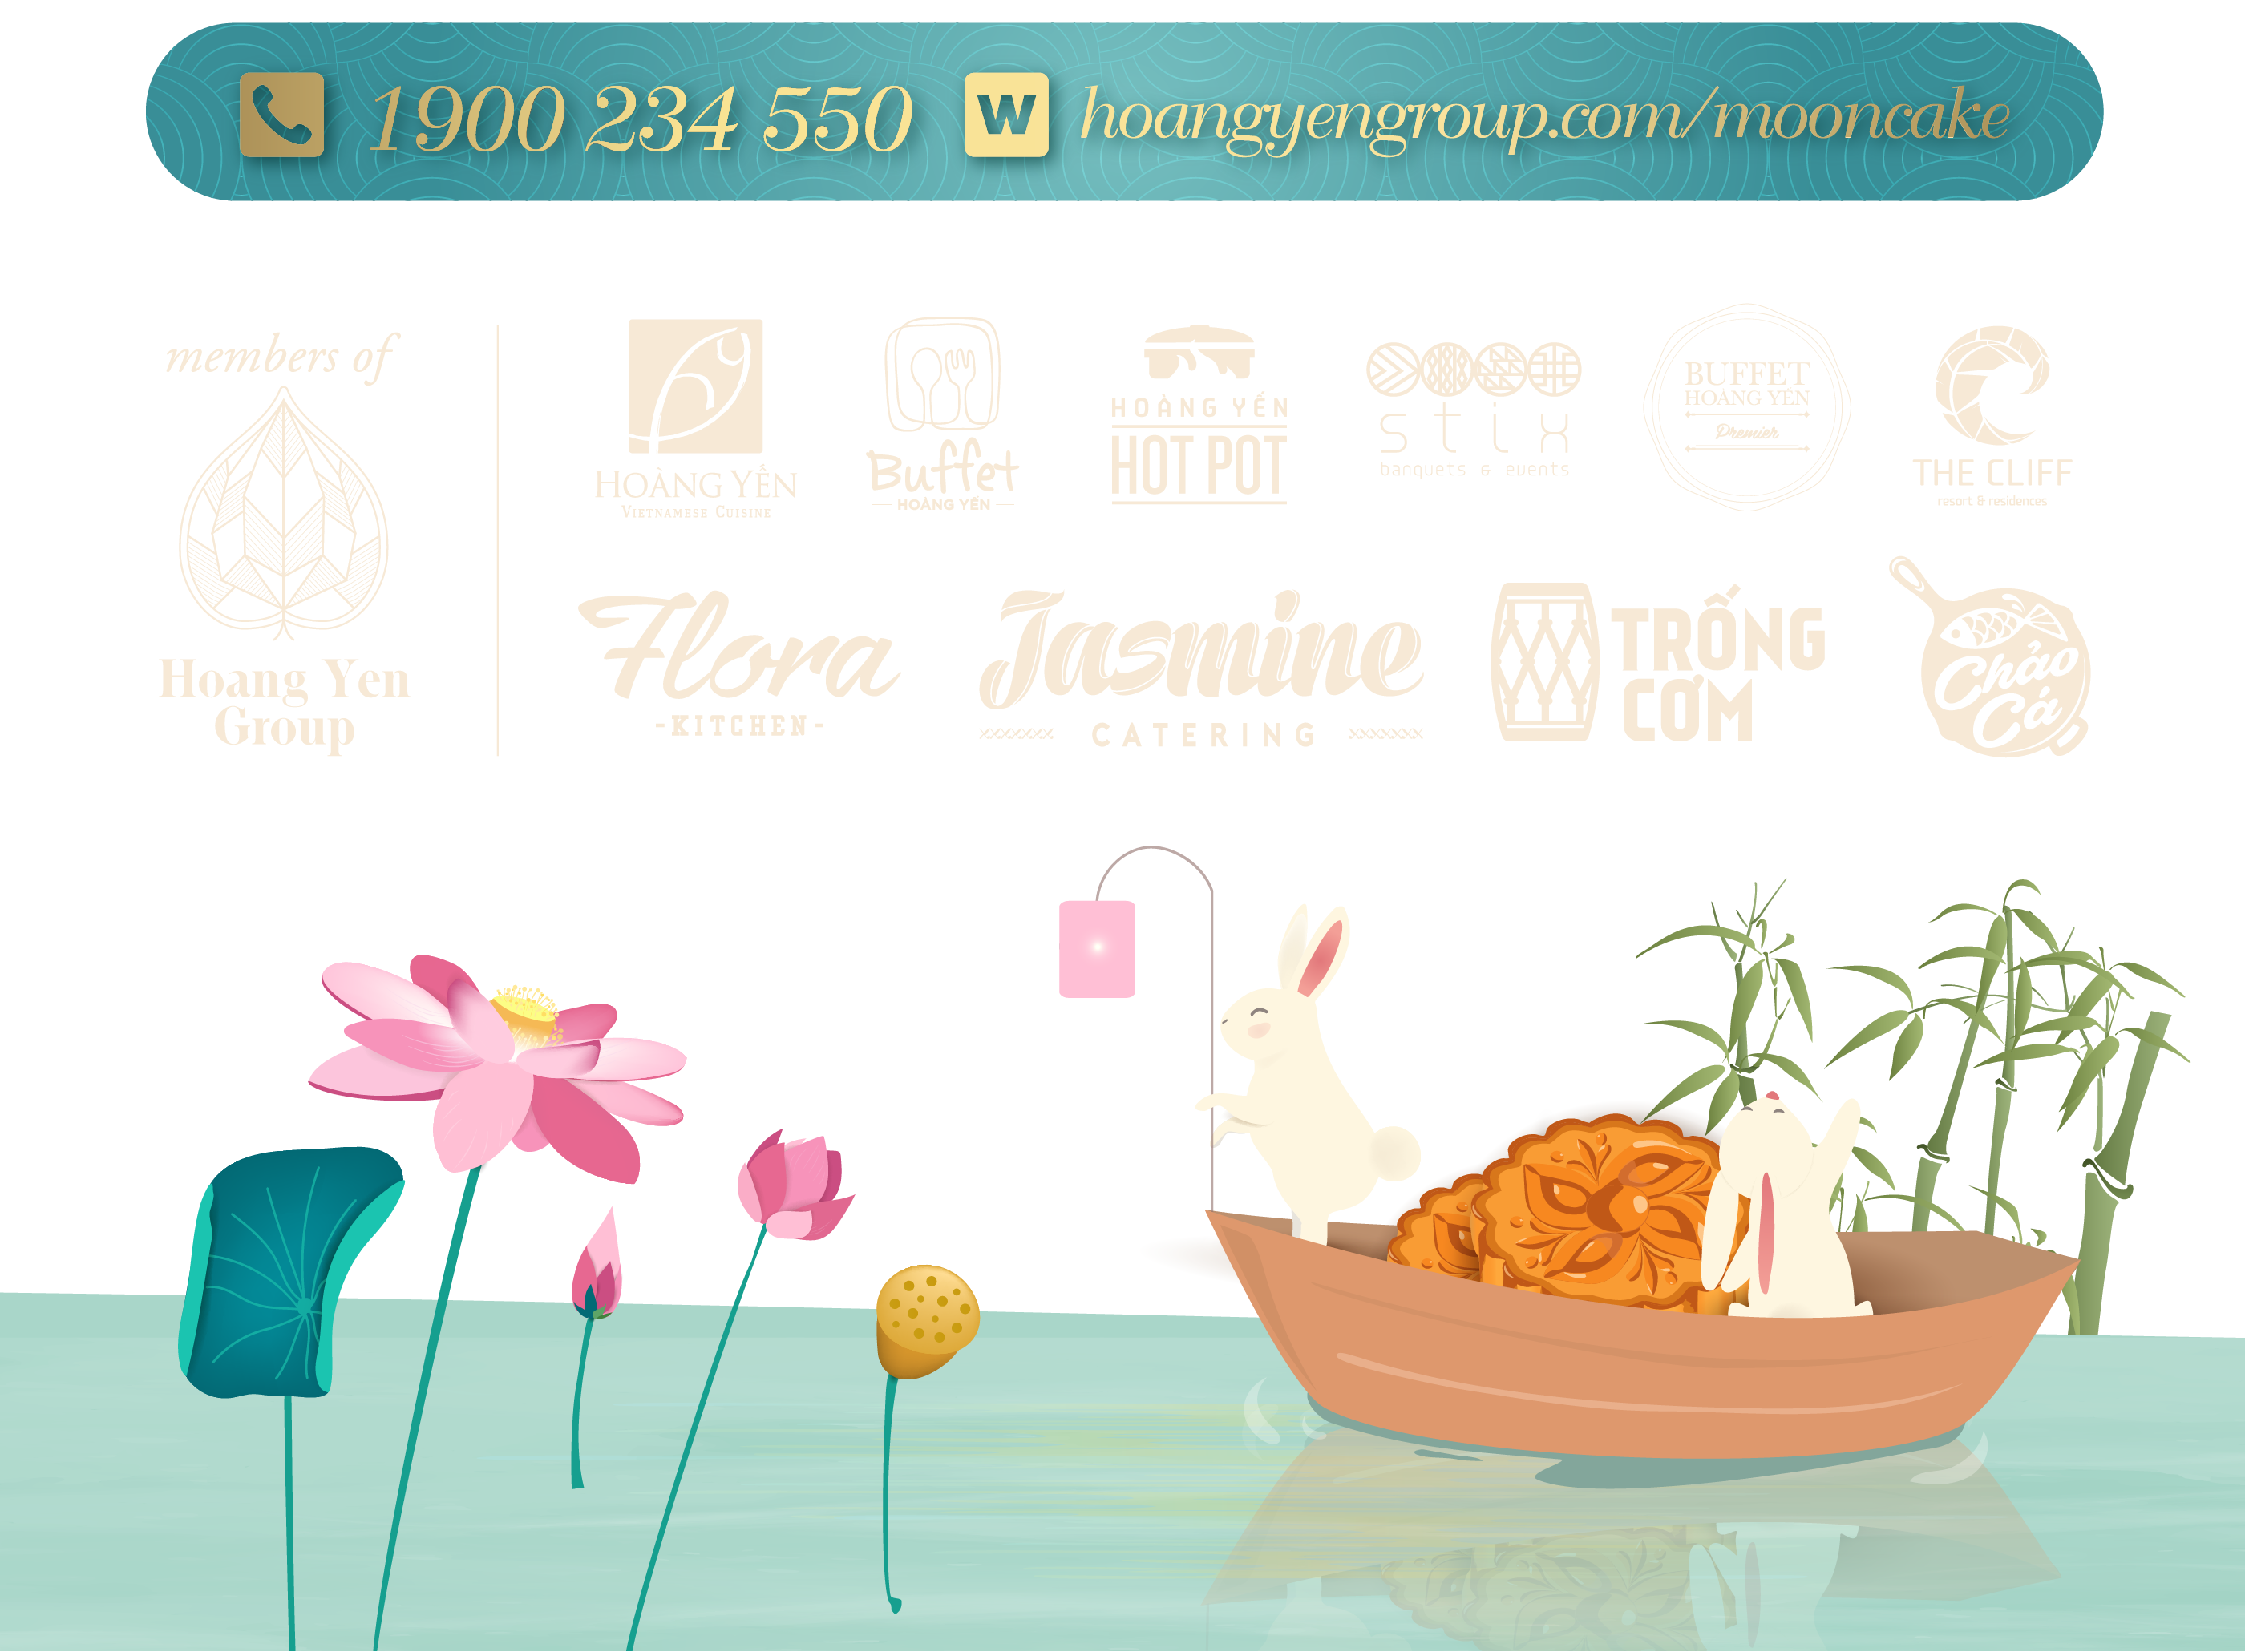 1900 234 550
W hoangyengroup.com/mooncake
members of
Hoang Yen
Group
HOÀNG YẾN
VIETNAMESE CUISINE
Buffet
HOÀNG YẾN
HOÀNG YẾN
HOT POT
stix
banquets & events
BUFFET
HOÀNG YẾN
Premier
THE CLIFF
resort & residences
Flora
-KITCHEN-
Jasmine
CATERING
TRỐNG
CƠM
Chảo
Cá